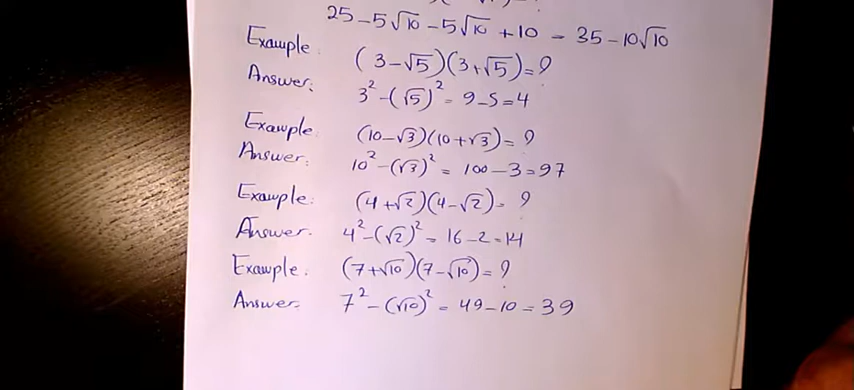 25 - 5√10 - 5√10 + 10 = 35 - 10√10
Example: (3 - √5)(3 + √5) = ?
Answer: 3² - (√5)² = 9 - 5 = 4
Example: (10 - √3)(10 + √3) = ?
Answer: 10² - (√3)² = 100 - 3 = 97
Example: (4 + √2)(4 - √2) = ?
Answer: 4² - (√2)² = 16 - 2 = 14
Example: (7 + √10)(7 - √10) = ?
Answer: 7² - (√10)² = 49 - 10 = 39